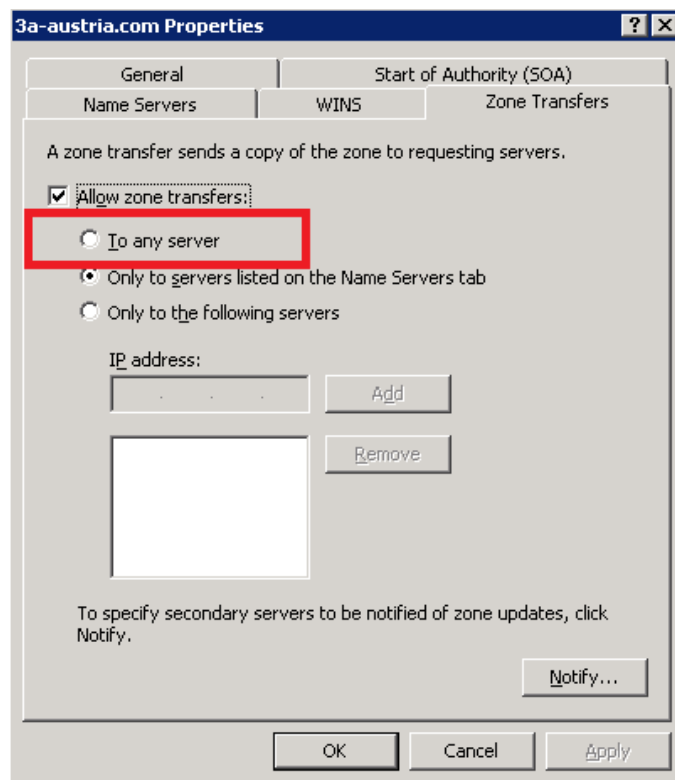 3a-austria.com Properties
General
Start of Authority (SOA)
Name Servers
WINS
Zone Transfers
A zone transfer sends a copy of the zone to requesting servers.
Allow zone transfers:
To any server
Only to servers listed on the Name Servers tab
Only to the following servers
IP address:
Add
Remove
To specify secondary servers to be notified of zone updates, click
Notify.
Notify...
OK
Cancel
Apply